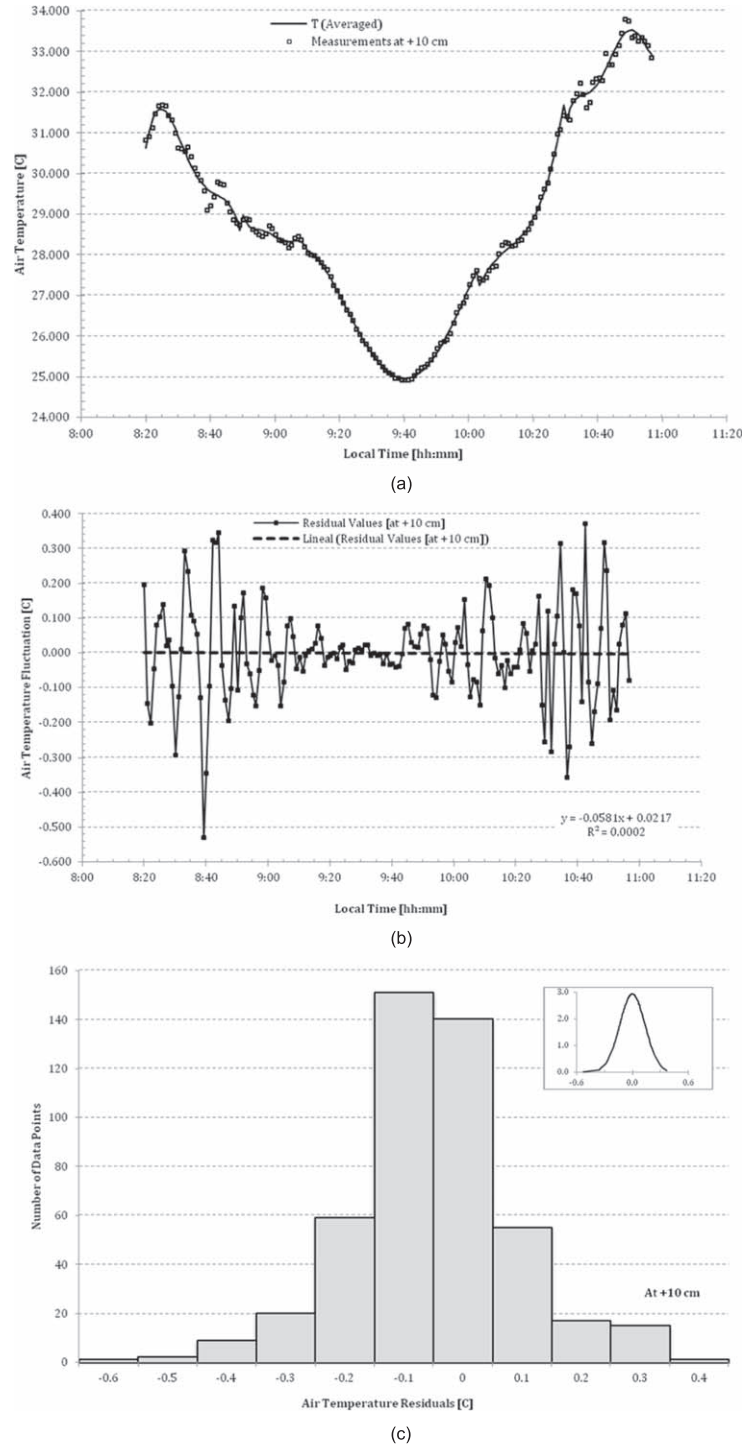 T (Averaged)
Measurements at +10 cm
34.000
33.000
32.000
31.000
30.000
29.000
28.000
27.000
26.000
25.000
24.000
Air Temperature [C]
8:00 8:20 8:40 9:00 9:20 9:40 10:00 10:20 10:40 11:00 11:20
Local Time [hh:mm]
(a)
Residual Values [at +10 cm]
Lineal (Residual Values [at +10 cm])
0.400
0.300
0.200
0.100
0.000
-0.100
-0.200
-0.300
-0.400
-0.500
-0.600
Air Temperature Fluctuation [C]
y = -0.0581x + 0.0217
R² = 0.0002
8:00 8:20 8:40 9:00 9:20 9:40 10:00 10:20 10:40 11:00 11:20
Local Time [hh:mm]
(b)
160
140
120
100
80
60
40
20
0
Number of Data Points
3.0
2.0
1.0
0.0
-0.6 0.0 0.6
At +10 cm
-0.6 -0.5 -0.4 -0.3 -0.2 -0.1 0 0.1 0.2 0.3 0.4
Air Temperature Residuals [C]
(c)